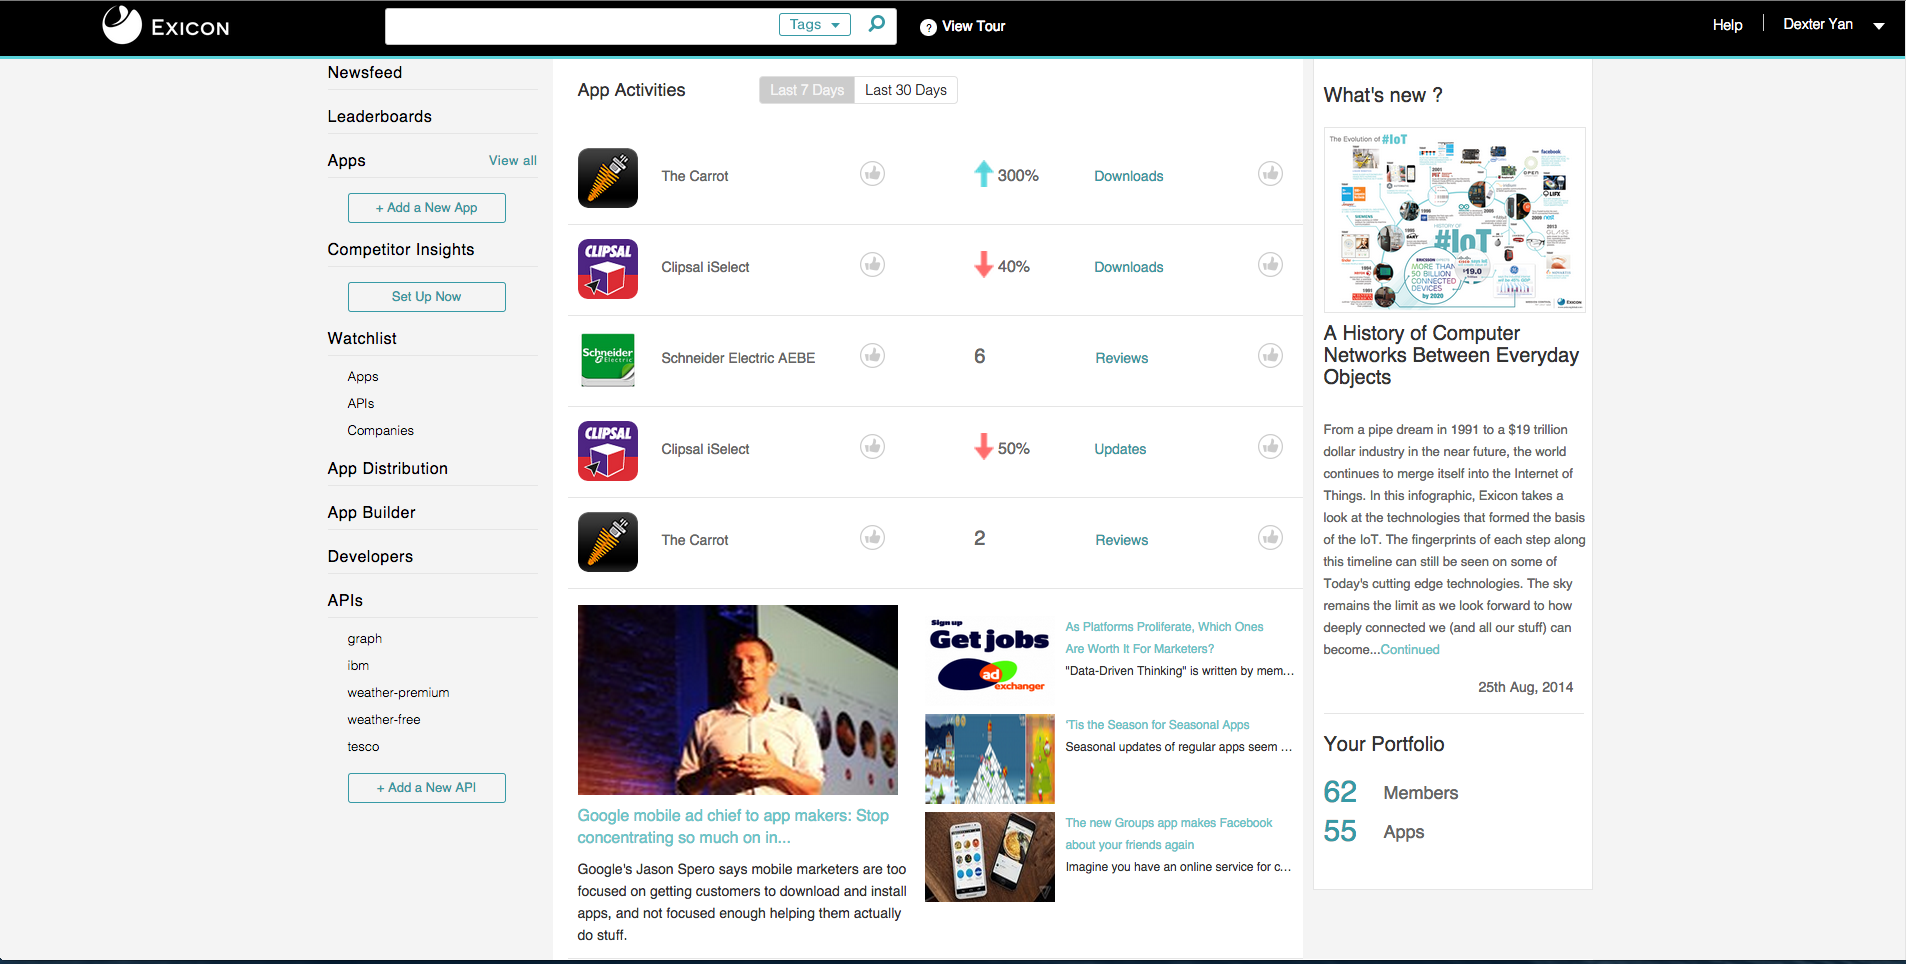 EXICON
Tags
? View Tour
Help
Dexter Yan
Newsfeed
Leaderboards
Apps View all
+ Add a New App
Competitor Insights
Set Up Now
Watchlist
Apps
APIs
Companies
App Distribution
App Builder
Developers
APIs
graph
ibm
weather-premium
weather-free
tesco
+ Add a New API
App Activities
Last 7 Days Last 30 Days
The Carrot 300% Downloads
CLIPSAL
Clipsal iSelect 40% Downloads
Schneider
Electric
Schneider Electric AEBE 6 Reviews
CLIPSAL
Clipsal iSelect 50% Updates
The Carrot 2 Reviews
Google mobile ad chief to app makers: Stop
concentrating so much on in...
Google's Jason Spero says mobile marketers are too
focused on getting customers to download and install
apps, and not focused enough helping them actually
do stuff.
Sign up
Get jobs
ad
exchanger
As Platforms Proliferate, Which Ones
Are Worth It For Marketers?
"Data-Driven Thinking" is written by mem...
'Tis the Season for Seasonal Apps
Seasonal updates of regular apps seem ...
The new Groups app makes Facebook
about your friends again
Imagine you have an online service for c...
What's new ?
The Evolution of #IoT
facebook
OPEN
LIFX
nest
HISTORY OF
#IoT
MORE THAN
50 BILLION
CONNECTED
DEVICES
by 2020
$19.0
EXICON
A History of Computer
Networks Between Everyday
Objects
From a pipe dream in 1991 to a $19 trillion
dollar industry in the near future, the world
continues to merge itself into the Internet of
Things. In this infographic, Exicon takes a
look at the technologies that formed the basis
of the IoT. The fingerprints of each step along
this timeline can still be seen on some of
Today's cutting edge technologies. The sky
remains the limit as we look forward to how
deeply connected we (and all our stuff) can
become...Continued
25th Aug, 2014
Your Portfolio
62 Members
55 Apps